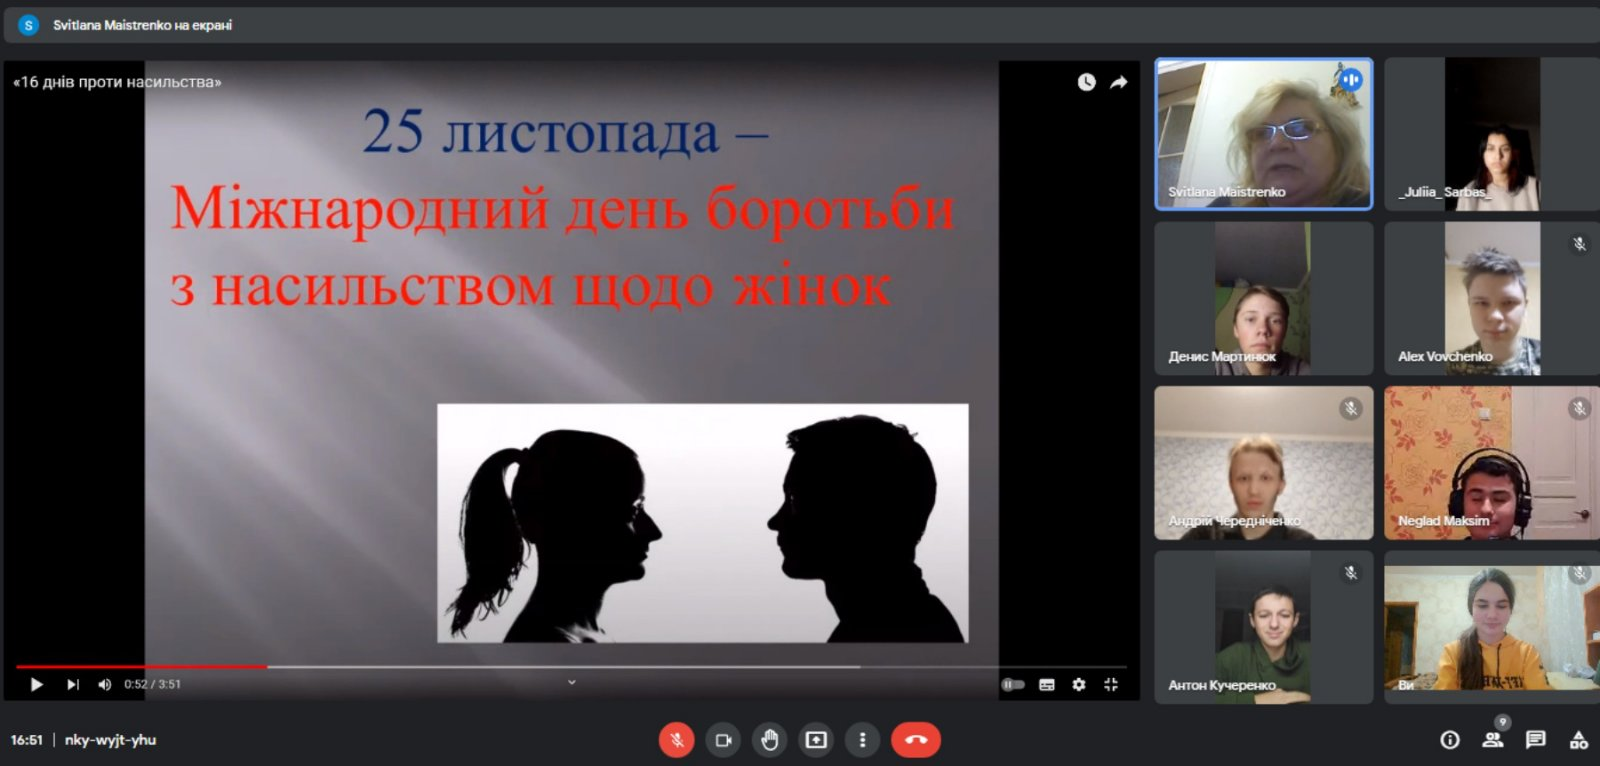 S
Svitlana Maistrenko на екрані
«16 днів проти насильства»
25 листопада –
Міжнародний день боротьби
з насильством щодо жінок
0:52 / 3:51
Svitlana Maistrenko
_Juliia_ Sarbas_
Денис Мартинюк
Alex Vovchenko
Андрій Чередніченко
Neglad Maksim
Антон Кучеренко
Ви
16:51 | nky-wyjt-yhu
9